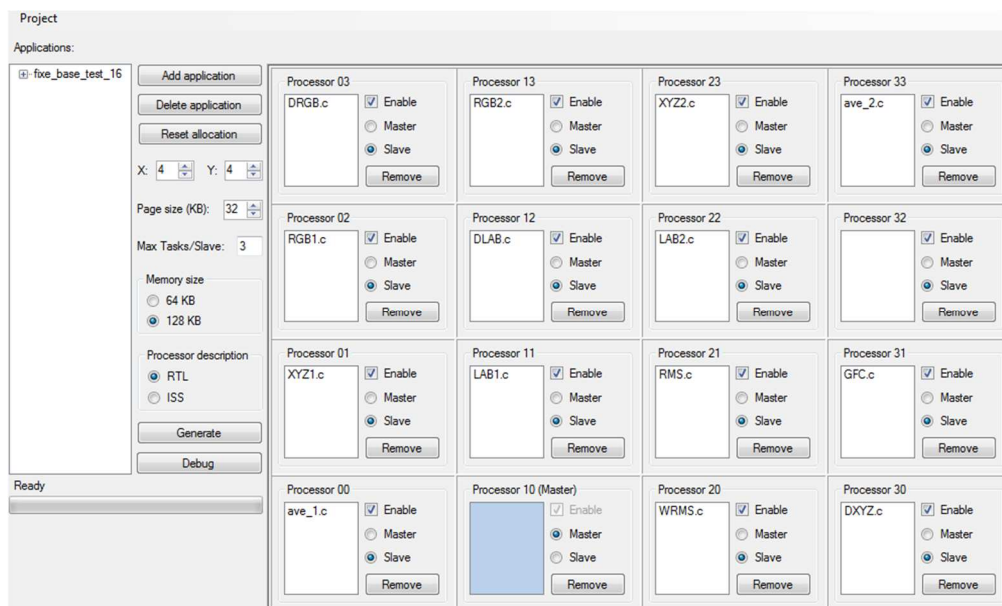 Project
Applications:
fixe_base_test_16
Add application
Delete application
Reset allocation
X: 4 Y: 4
Page size (KB): 32
Max Tasks/Slave: 3
Memory size
64 KB
128 KB
Processor description
RTL
ISS
Generate
Debug
Ready
Processor 03
DRGB.c
Enable
Master
Slave
Remove
Processor 13
RGB2.c
Enable
Master
Slave
Remove
Processor 23
XYZ2.c
Enable
Master
Slave
Remove
Processor 33
ave_2.c
Enable
Master
Slave
Remove
Processor 02
RGB1.c
Enable
Master
Slave
Remove
Processor 12
DLAB.c
Enable
Master
Slave
Remove
Processor 22
LAB2.c
Enable
Master
Slave
Remove
Processor 32
Enable
Master
Slave
Remove
Processor 01
XYZ1.c
Enable
Master
Slave
Remove
Processor 11
LAB1.c
Enable
Master
Slave
Remove
Processor 21
RMS.c
Enable
Master
Slave
Remove
Processor 31
GFC.c
Enable
Master
Slave
Remove
Processor 00
ave_1.c
Enable
Master
Slave
Remove
Processor 10 (Master)
Enable
Master
Slave
Remove
Processor 20
WRMS.c
Enable
Master
Slave
Remove
Processor 30
DXYZ.c
Enable
Master
Slave
Remove